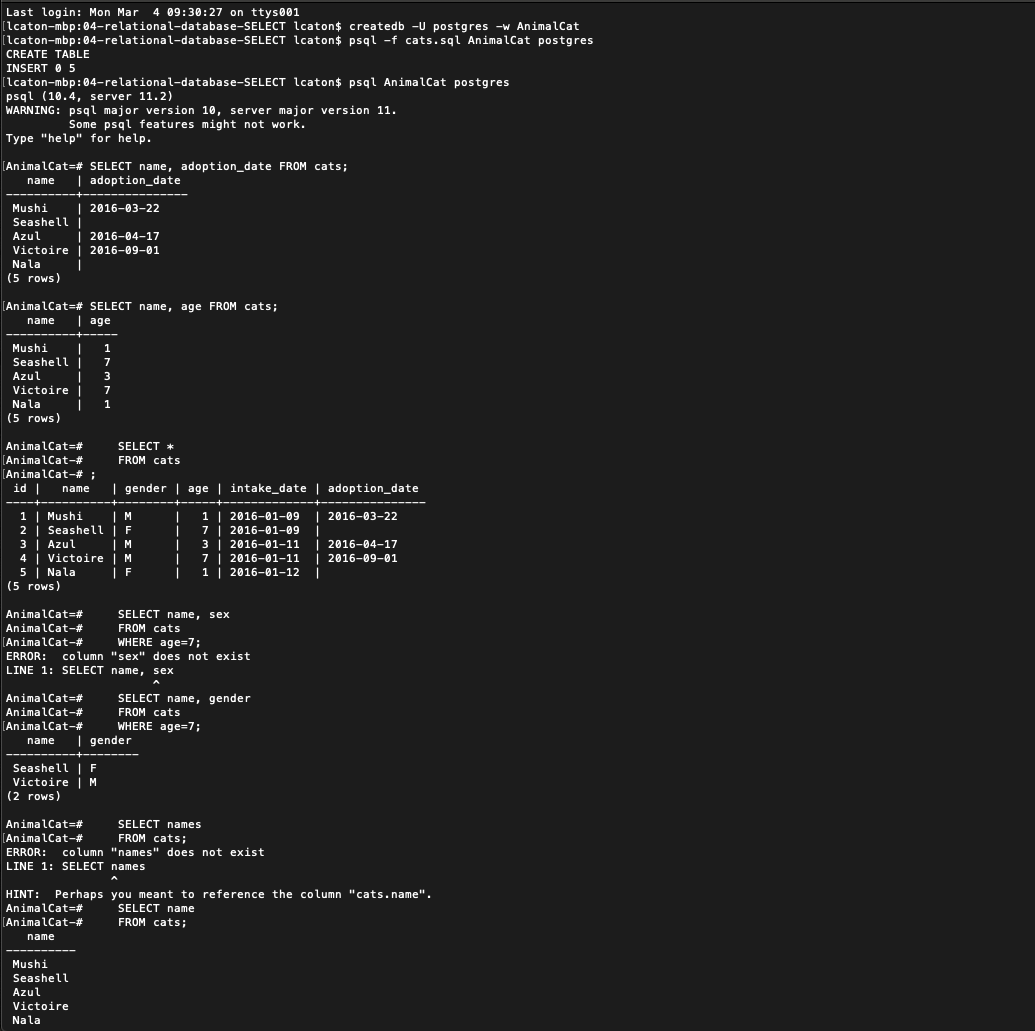 Last login: Mon Mar  4 09:30:27 on ttys001
[lcaton-mbp:04-relational-database-SELECT lcaton$ createdb -U postgres -w AnimalCat
[lcaton-mbp:04-relational-database-SELECT lcaton$ psql -f cats.sql AnimalCat postgres
CREATE TABLE
INSERT 0 5
[lcaton-mbp:04-relational-database-SELECT lcaton$ psql AnimalCat postgres
psql (10.4, server 11.2)
WARNING: psql major version 10, server major version 11.
         Some psql features might not work.
Type "help" for help.

[AnimalCat=# SELECT name, adoption_date FROM cats;
   name   | adoption_date
----------+---------------
 Mushi    | 2016-03-22
 Seashell |
 Azul     | 2016-04-17
 Victoire | 2016-09-01
 Nala     |
(5 rows)

[AnimalCat=# SELECT name, age FROM cats;
   name   | age
----------+-----
 Mushi    |   1
 Seashell |   7
 Azul     |   3
 Victoire |   7
 Nala     |   1
(5 rows)

AnimalCat=#     SELECT *
[AnimalCat-#     FROM cats
[AnimalCat-# ;
 id |   name   | gender | age | intake_date | adoption_date
----+----------+--------+-----+-------------+---------------
  1 | Mushi    | M      |   1 | 2016-01-09  | 2016-03-22
  2 | Seashell | F      |   7 | 2016-01-09  |
  3 | Azul     | M      |   3 | 2016-01-11  | 2016-04-17
  4 | Victoire | M      |   7 | 2016-01-11  | 2016-09-01
  5 | Nala     | F      |   1 | 2016-01-12  |
(5 rows)

AnimalCat=#     SELECT name, sex
AnimalCat-#     FROM cats
[AnimalCat-#     WHERE age=7;
ERROR:  column "sex" does not exist
LINE 1: SELECT name, sex
                     ^
AnimalCat=#     SELECT name, gender
AnimalCat-#     FROM cats
[AnimalCat-#     WHERE age=7;
   name   | gender
----------+--------
 Seashell | F
 Victoire | M
(2 rows)

AnimalCat=#     SELECT names
[AnimalCat-#     FROM cats;
ERROR:  column "names" does not exist
LINE 1: SELECT names
               ^
HINT:  Perhaps you meant to reference the column "cats.name".
AnimalCat=#     SELECT name
[AnimalCat-#     FROM cats;
   name
----------
 Mushi
 Seashell
 Azul
 Victoire
 Nala